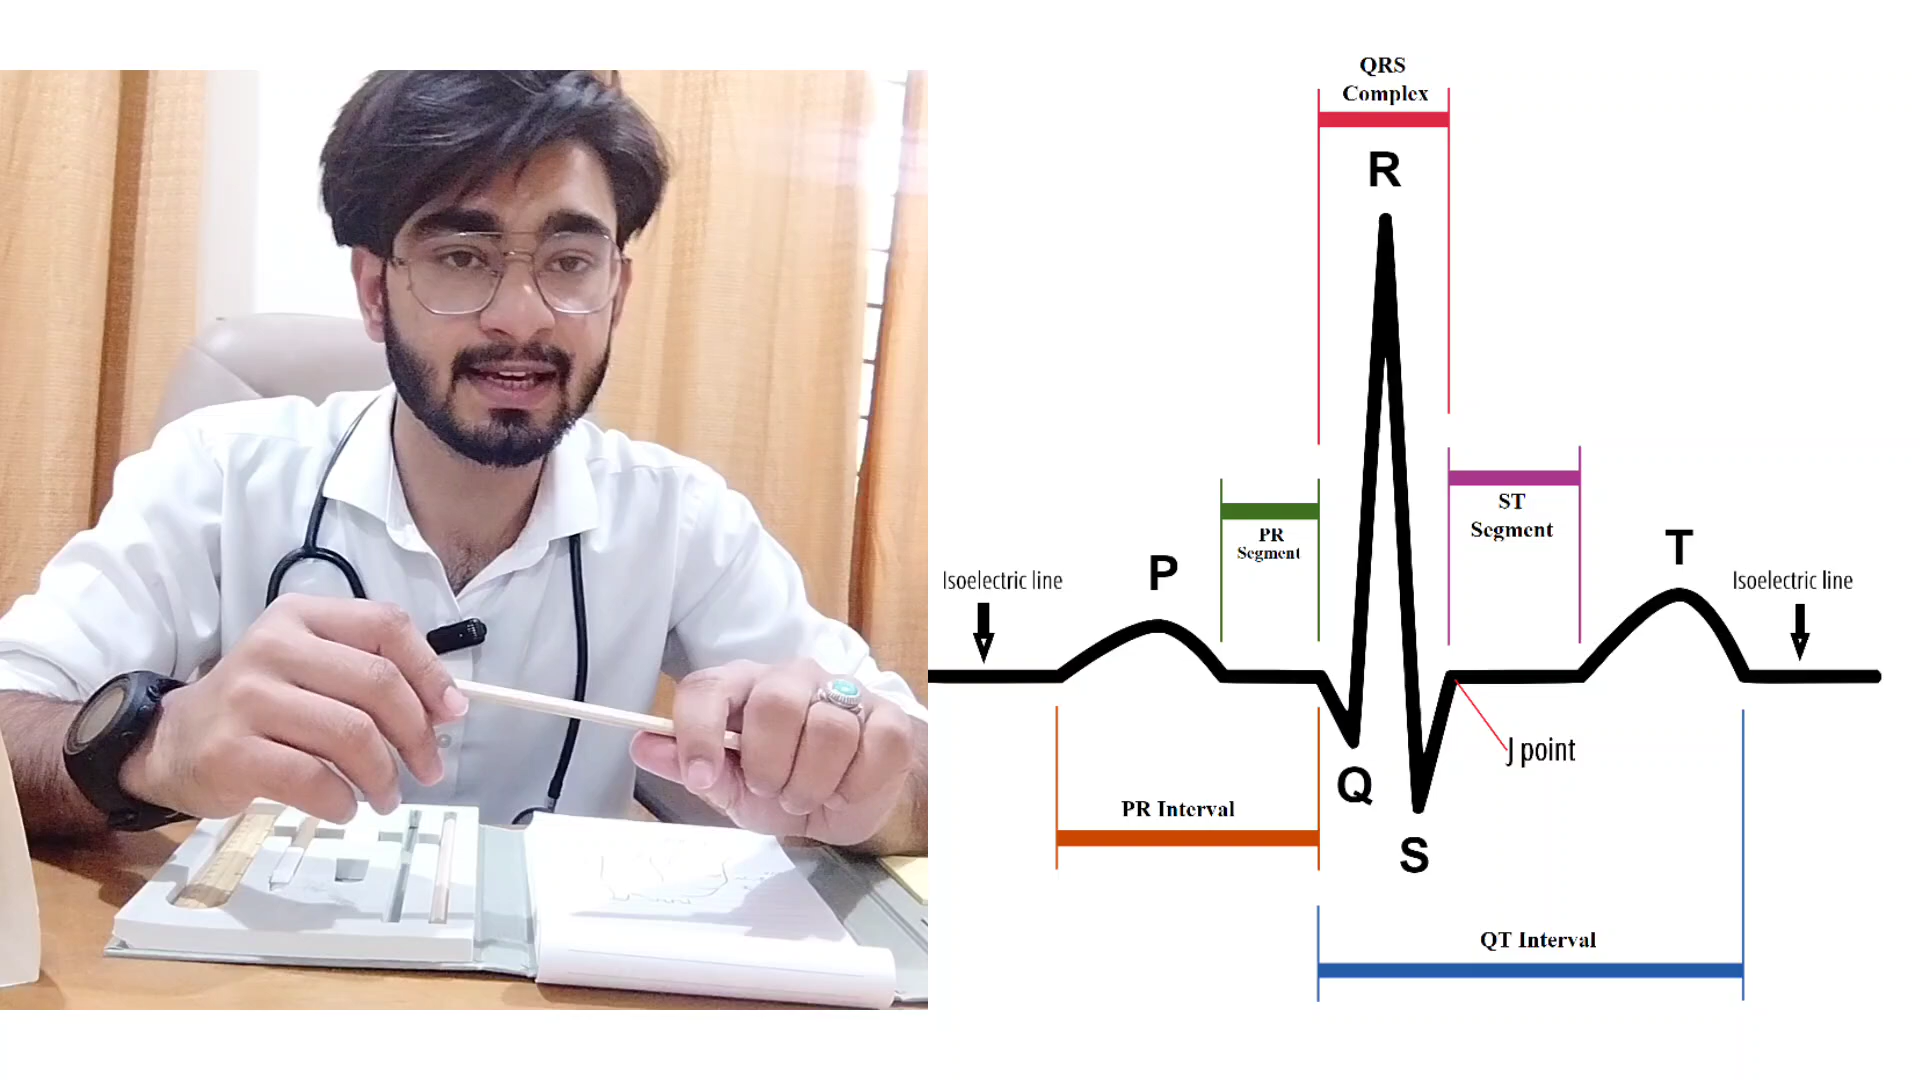 QRS
Complex
R
PR
Segment
ST
Segment
P
T
Isoelectric line
Isoelectric line
J point
Q
PR Interval
S
QT Interval